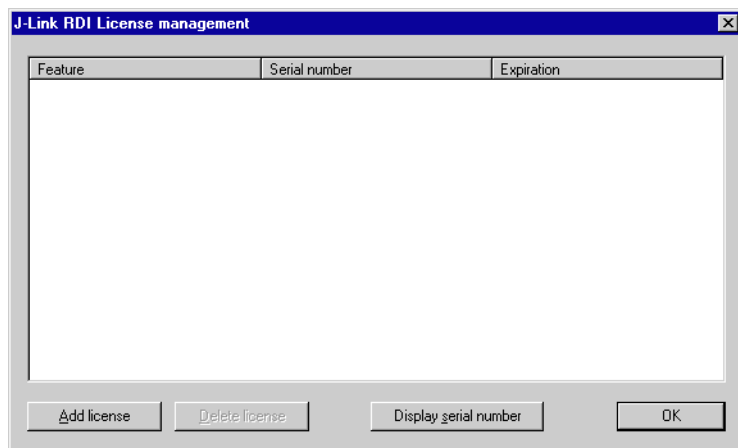 J-Link RDI License management
Feature Serial number Expiration
Add license Delete license Display serial number OK